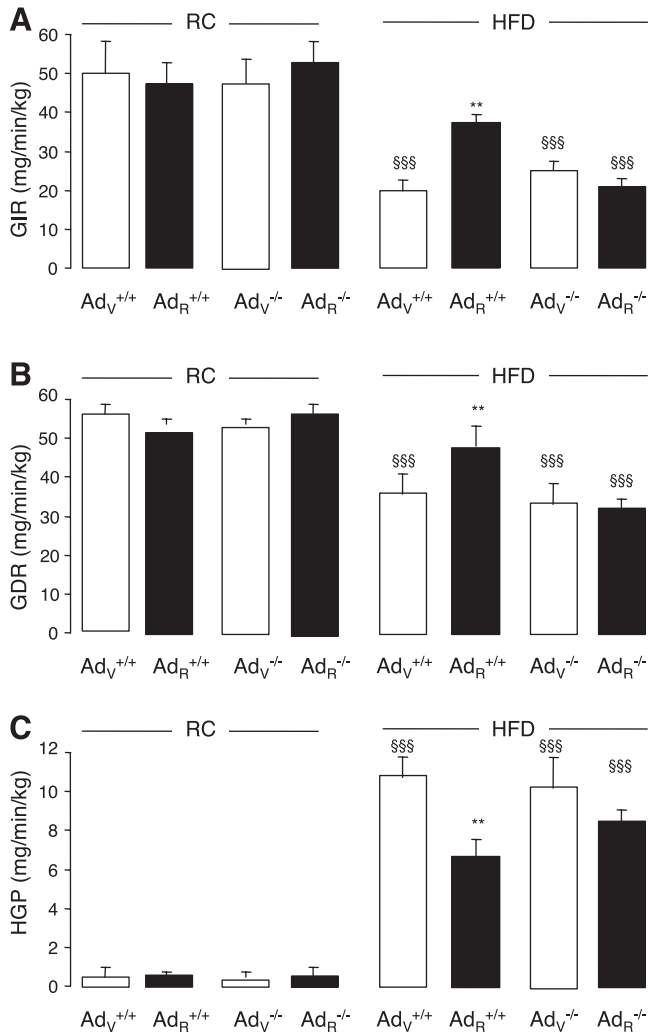 A
RC HFD
GIR (mg/min/kg)
60
50
40
30
20
10
0
§§§ ** §§§ §§§
AdV+/+ AdR+/+ AdV-/- AdR-/- AdV+/+ AdR+/+ AdV-/- AdR-/-
B
RC HFD
GDR (mg/min/kg)
60
50
40
30
20
10
0
§§§ ** §§§ §§§
AdV+/+ AdR+/+ AdV-/- AdR-/- AdV+/+ AdR+/+ AdV-/- AdR-/-
C
RC HFD
HGP (mg/min/kg)
12
10
8
6
4
2
0
§§§ ** §§§ §§§
AdV+/+ AdR+/+ AdV-/- AdR-/- AdV+/+ AdR+/+ AdV-/- AdR-/-